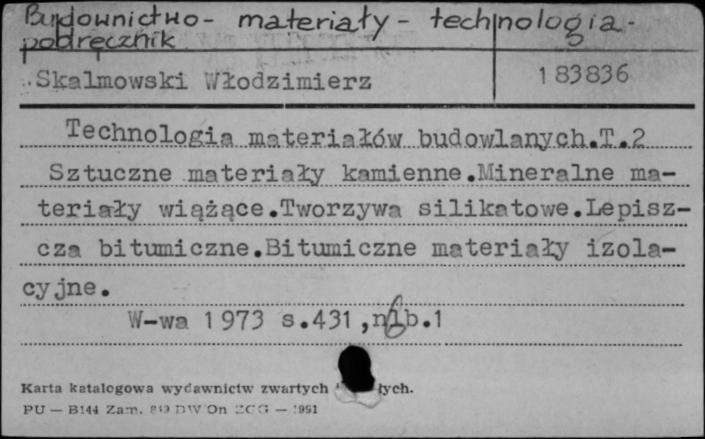 Budownictwo - materiały - technologia -
podręcznik
Skalmowski Włodzimierz 183836
Technologia materiałów budowlanych.T.2
Sztuczne materiały kamienne.Mineralne ma-
teriały wiążące.Tworzywa silikatowe.Lepisz-
cza bitumiczne.Bitumiczne materiały izola-
cyjne.
W-wa 1973 s.431,nlb.1
Karta katalogowa wydawnictw zwartych
PU — B144 Zam. DW On ZCG —